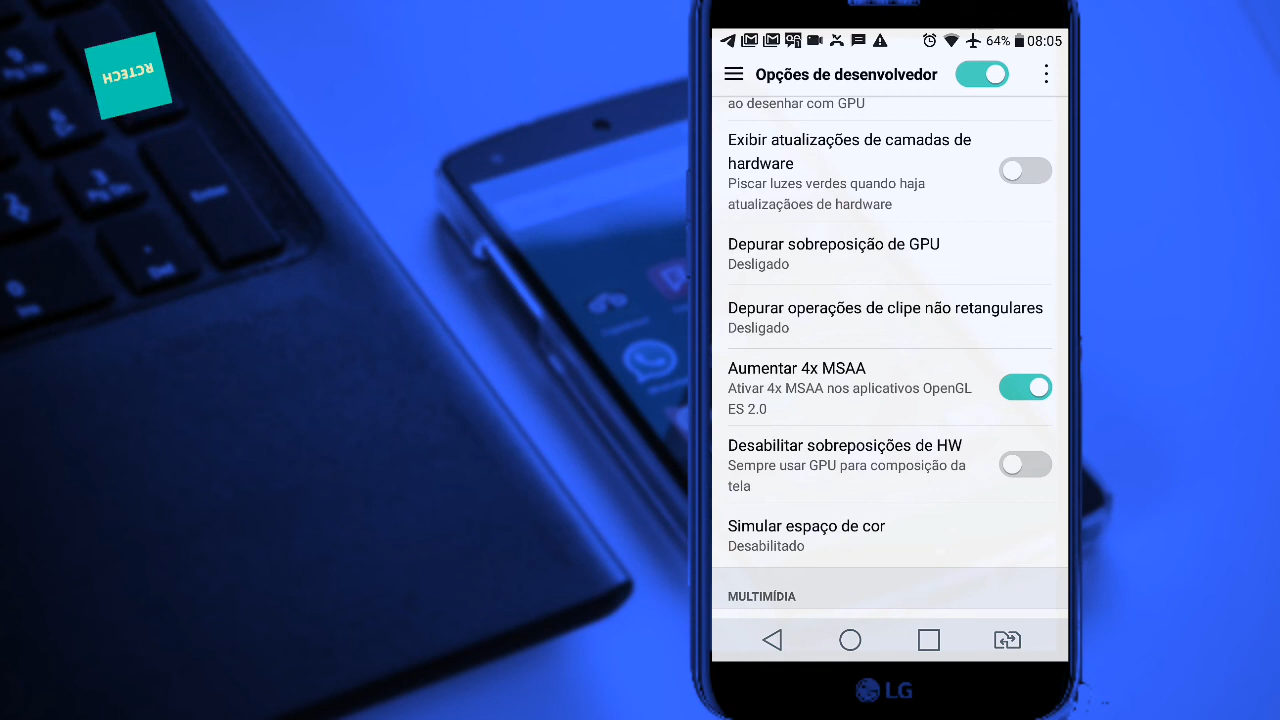 RCTECH
64% 08:05
Opções de desenvolvedor
ao desenhar com GPU
Exibir atualizações de camadas de
hardware
Piscar luzes verdes quando haja
atualizaçãoes de hardware
Depurar sobreposição de GPU
Desligado
Depurar operações de clipe não retangulares
Desligado
Aumentar 4x MSAA
Ativar 4x MSAA nos aplicativos OpenGL
ES 2.0
Desabilitar sobreposições de HW
Sempre usar GPU para composição da
tela
Simular espaço de cor
Desabilitado
MULTIMÍDIA
LG
Enter
Del